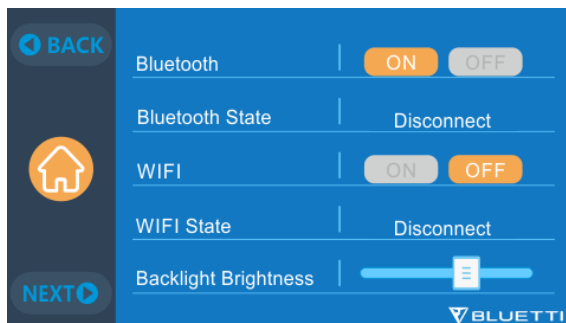 BACK
Bluetooth ON OFF
Bluetooth State Disconnect
WIFI ON OFF
WIFI State Disconnect
Backlight Brightness
NEXT
BLUETTI